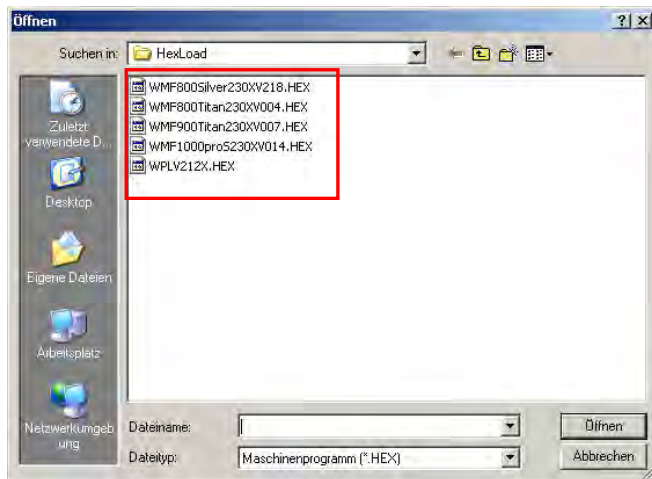 Öffnen
Suchen in: HexLoad
WMF800Silver230XV218.HEX
WMF800Titan230XV004.HEX
WMF900Titan230XV007.HEX
WMF1000proS230XV014.HEX
WPLV212X.HEX
Zuletzt
verwendete D...
Desktop
Eigene Dateien
Arbeitsplatz
Netzwerkumgeb
ung
Dateiname: Öffnen
Dateityp: Maschinenprogramm (*.HEX) Abbrechen